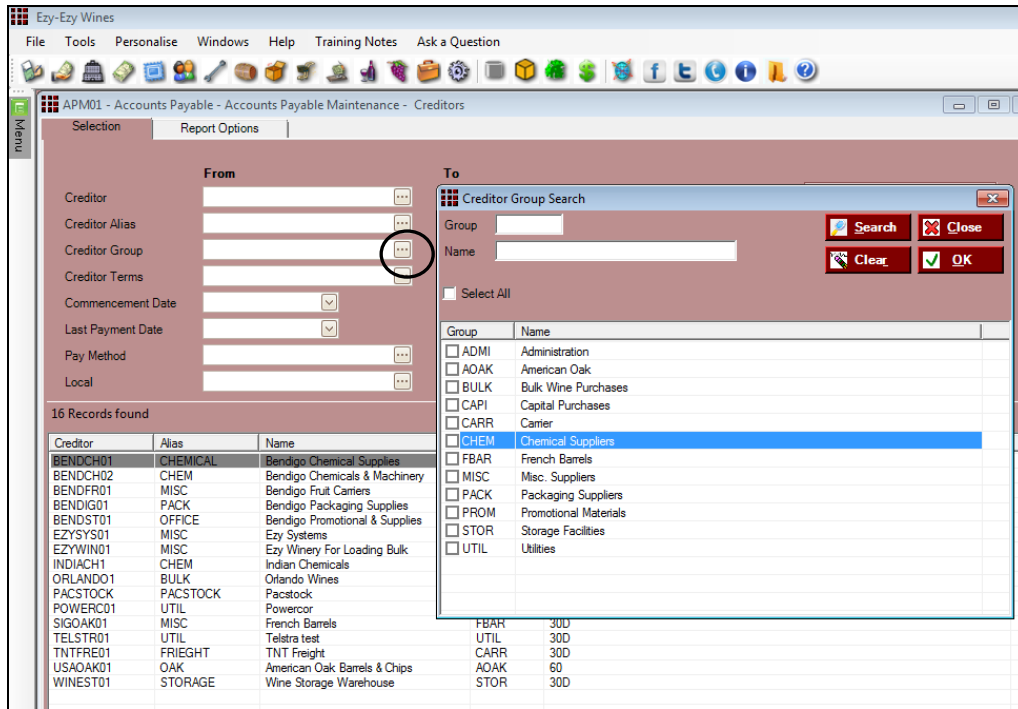 Ezy-Ezy Wines
File Tools Personalise Windows Help Training Notes Ask a Question
Menu
APM01 - Accounts Payable - Accounts Payable Maintenance - Creditors
Selection Report Options
From To
Creditor
Creditor Alias
Creditor Group
Creditor Terms
Commencement Date
Last Payment Date
Pay Method
Local
Creditor Group Search
Group
Name
Search Close
Clear OK
Select All
Group Name
ADMI Administration
AOAK American Oak
BULK Bulk Wine Purchases
CAPI Capital Purchases
CARR Carrier
CHEM Chemical Suppliers
FBAR French Barrels
MISC Misc. Suppliers
PACK Packaging Suppliers
PROM Promotional Materials
STOR Storage Facilities
UTIL Utilities
16 Records found
Creditor Alias Name
BENDCH01 CHEMICAL Bendigo Chemical Supplies
BENDCH02 CHEM Bendigo Chemicals & Machinery
BENDFR01 MISC Bendigo Fruit Carriers
BENDIG01 PACK Bendigo Packaging Supplies
BENDST01 OFFICE Bendigo Promotional & Supplies
EZYSYS01 MISC Ezy Systems
EZYWIN01 MISC Ezy Winery For Loading Bulk
INDIACH1 CHEM Indian Chemicals
ORLANDO1 BULK Orlando Wines
PACSTOCK PACSTOCK Pacstock
POWERC01 UTIL Powercor
SIGOAK01 MISC French Barrels FBAR 30D
TELSTR01 UTIL Telstra test UTIL 30D
TNTFRE01 FRIEGHT TNT Freight CARR 30D
USAOAK01 OAK American Oak Barrels & Chips AOAK 60
WINEST01 STORAGE Wine Storage Warehouse STOR 30D